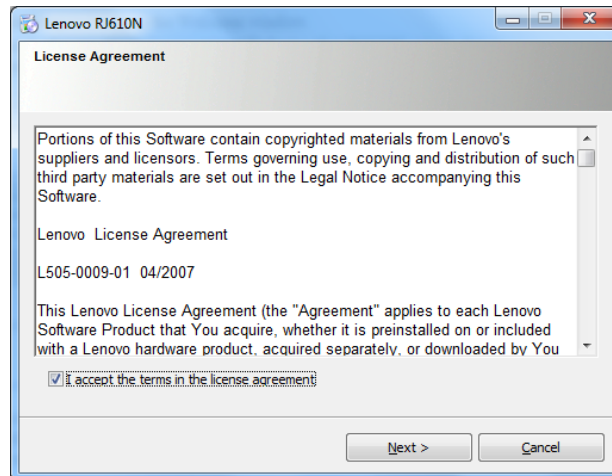 Lenovo RJ610N
License Agreement
Portions of this Software contain copyrighted materials from Lenovo's
suppliers and licensors. Terms governing use, copying and distribution of such
third party materials are set out in the Legal Notice accompanying this
Software.
Lenovo  License Agreement
L505-0009-01  04/2007
This Lenovo License Agreement (the "Agreement" applies to each Lenovo
Software Product that You acquire, whether it is preinstalled on or included
with a Lenovo hardware product, acquired separately, or downloaded by You
I accept the terms in the license agreement
Next >
Cancel